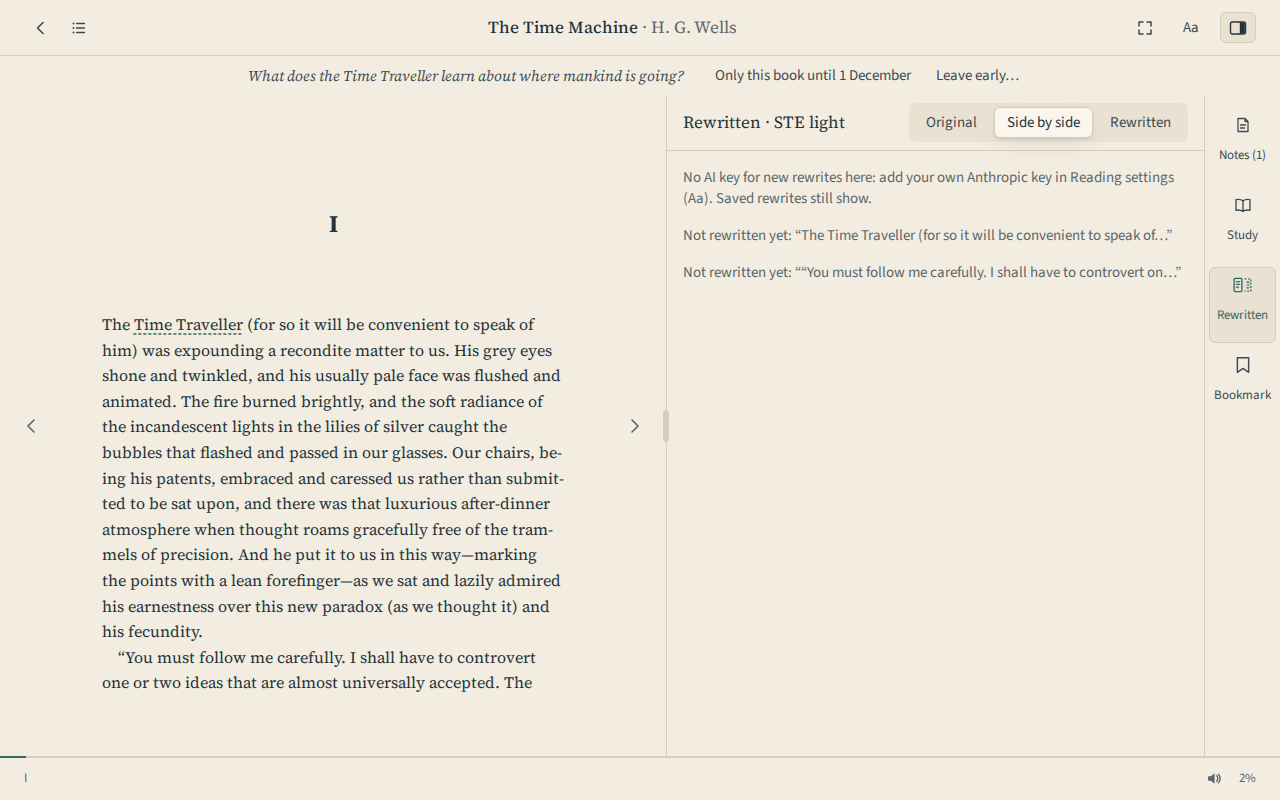 The Time Machine · H. G. Wells
Aa
What does the Time Traveller learn about where mankind is going?
Only this book until 1 December
Leave early…
I
The Time Traveller (for so it will be convenient to speak of
him) was expounding a recondite matter to us. His grey eyes
shone and twinkled, and his usually pale face was flushed and
animated. The fire burned brightly, and the soft radiance of
the incandescent lights in the lilies of silver caught the
bubbles that flashed and passed in our glasses. Our chairs, be-
ing his patents, embraced and caressed us rather than submit-
ted to be sat upon, and there was that luxurious after-dinner
atmosphere when thought roams gracefully free of the tram-
mels of precision. And he put it to us in this way—marking
the points with a lean forefinger—as we sat and lazily admired
his earnestness over this new paradox (as we thought it) and
his fecundity.
“You must follow me carefully. I shall have to controvert
one or two ideas that are almost universally accepted. The
Rewritten · STE light
Original
Side by side
Rewritten
No AI key for new rewrites here: add your own Anthropic key in Reading settings
(Aa). Saved rewrites still show.
Not rewritten yet: “The Time Traveller (for so it will be convenient to speak of…”
Not rewritten yet: ““You must follow me carefully. I shall have to controvert on…”
Notes (1)
Study
Rewritten
Bookmark
I
2%